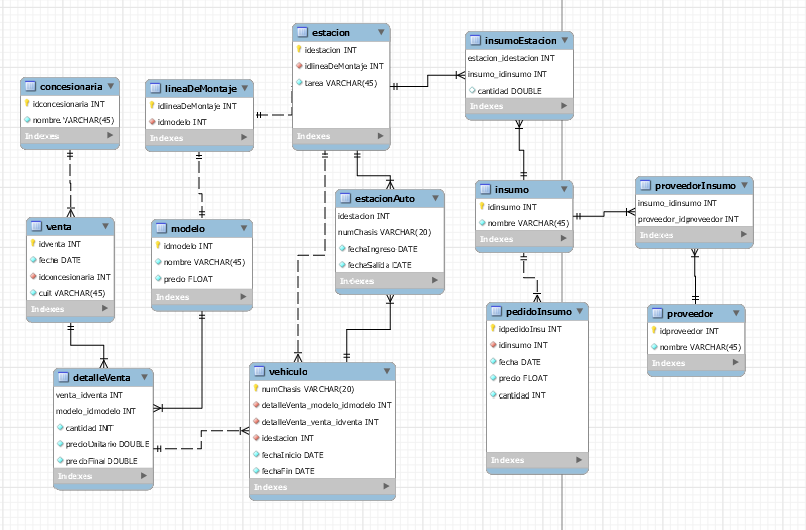 estacion
idestacion INT
idlineaDeMontaje INT
tarea VARCHAR(45)
insumoEstacion
estacion_idestacion INT
insumo_idinsumo INT
cantidad DOUBLE
Indexes
concesionaria
idconcesionaria INT
nombre VARCHAR(45)
Indexes
lineaDeMontaje
idlineaDeMontaje INT
idmodelo INT
Indexes
Indexes
insumo
idinsumo INT
nombre VARCHAR(45)
Indexes
proveedorInsumo
insumo_idinsumo INT
proveedor_idproveedor INT
Indexes
estacionAuto
idestacion INT
numChasis VARCHAR(20)
fechaIngreso DATE
fechaSalida DATE
Indexes
venta
idventa INT
fecha DATE
idconcesionaria INT
cuit VARCHAR(45)
Indexes
modelo
idmodelo INT
nombre VARCHAR(45)
precio FLOAT
Indexes
pedidoInsumo
idpedidoInsu INT
idinsumo INT
fecha DATE
precio FLOAT
cantidad INT
Indexes
proveedor
idproveedor INT
nombre VARCHAR(45)
Indexes
detalleVenta
venta_idventa INT
modelo_idmodelo INT
cantidad INT
precioUnitario DOUBLE
precioFinal DOUBLE
Indexes
vehiculo
numChasis VARCHAR(20)
detalleVenta_modelo_idmodelo INT
detalleVenta_venta_idventa INT
idestacion INT
fechaInicio DATE
fechaFin DATE
Indexes